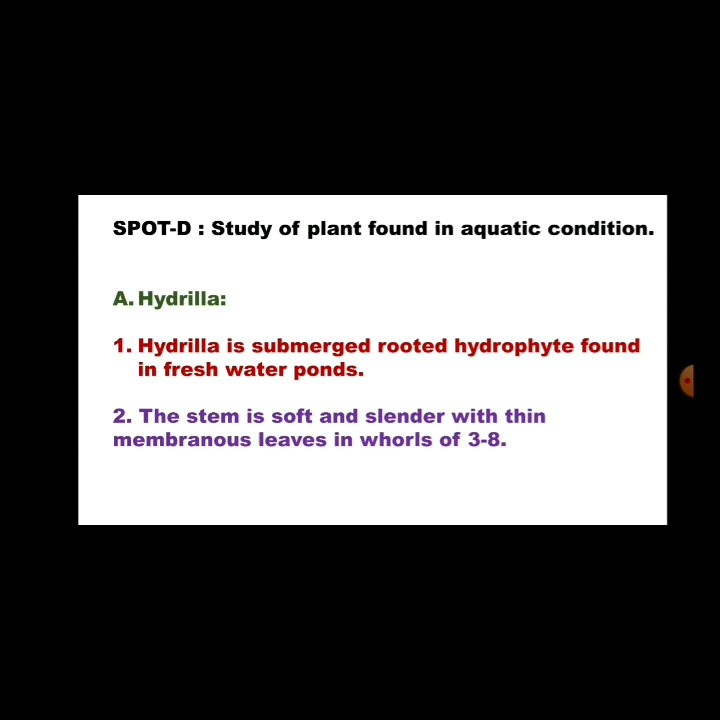 SPOT-D : Study of plant found in aquatic condition.
A. Hydrilla:
1. Hydrilla is submerged rooted hydrophyte found
in fresh water ponds.
2. The stem is soft and slender with thin
membranous leaves in whorls of 3-8.